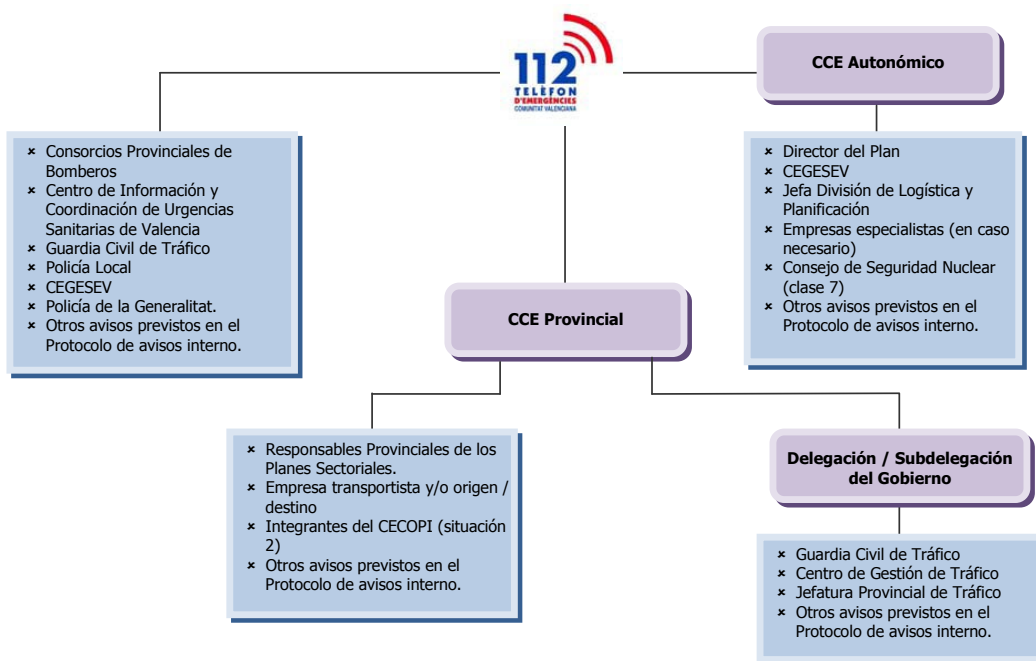 112
TELÈFON
D'EMERGÈNCIES
COMUNITAT VALENCIANA
CCE Autonómico
× Consorcios Provinciales de
Bomberos
× Centro de Información y
Coordinación de Urgencias
Sanitarias de Valencia
× Guardia Civil de Tráfico
× Policía Local
× CEGESEV
× Policía de la Generalitat.
× Otros avisos previstos en el
Protocolo de avisos interno.
× Director del Plan
× CEGESEV
× Jefa División de Logística y
Planificación
× Empresas especialistas (en caso
necesario)
× Consejo de Seguridad Nuclear
(clase 7)
× Otros avisos previstos en el
Protocolo de avisos interno.
CCE Provincial
× Responsables Provinciales de los
Planes Sectoriales.
× Empresa transportista y/o origen /
destino
× Integrantes del CECOPI (situación
2)
× Otros avisos previstos en el
Protocolo de avisos interno.
Delegación / Subdelegación
del Gobierno
× Guardia Civil de Tráfico
× Centro de Gestión de Tráfico
× Jefatura Provincial de Tráfico
× Otros avisos previstos en el
Protocolo de avisos interno.